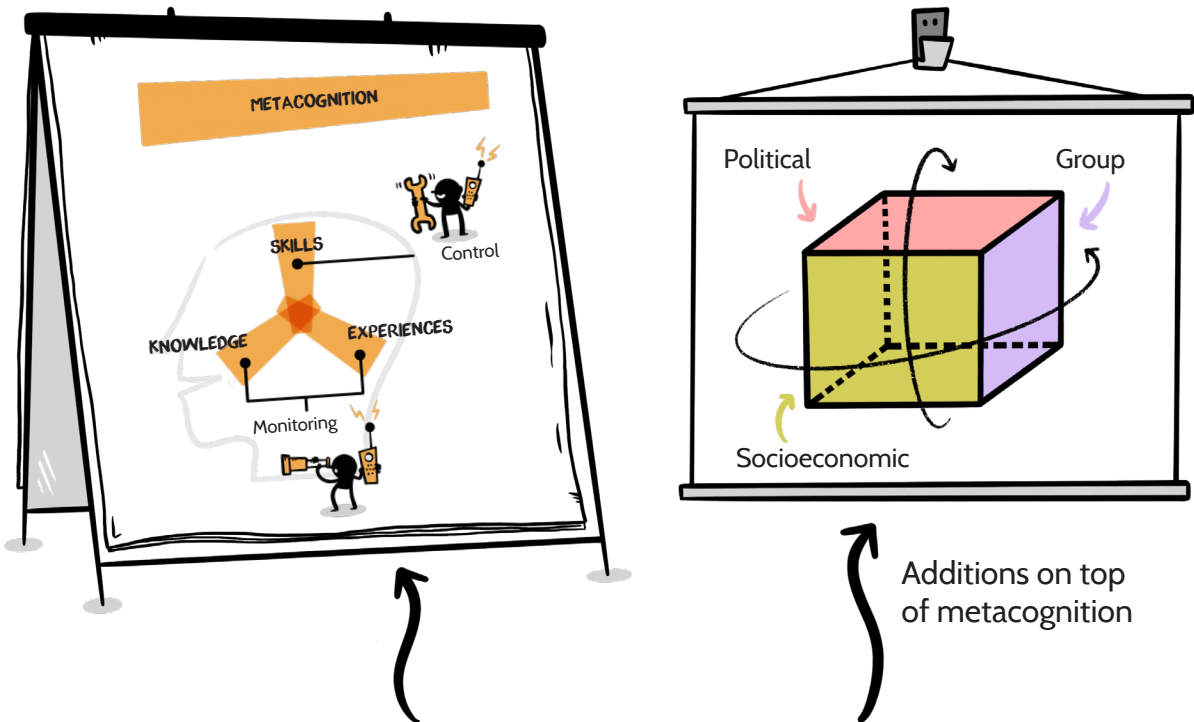 METACOGNITION
SKILLS
Control
KNOWLEDGE
EXPERIENCES
Monitoring
Political
Group
Socioeconomic
Additions on top
of metacognition